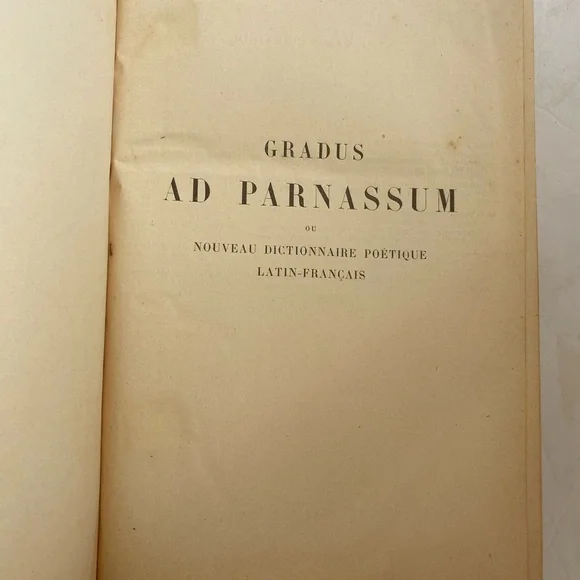 GRADUS
AD PARNASSUM
OU
NOUVEAU DICTIONNAIRE POÉTIQUE
LATIN-FRANÇAIS